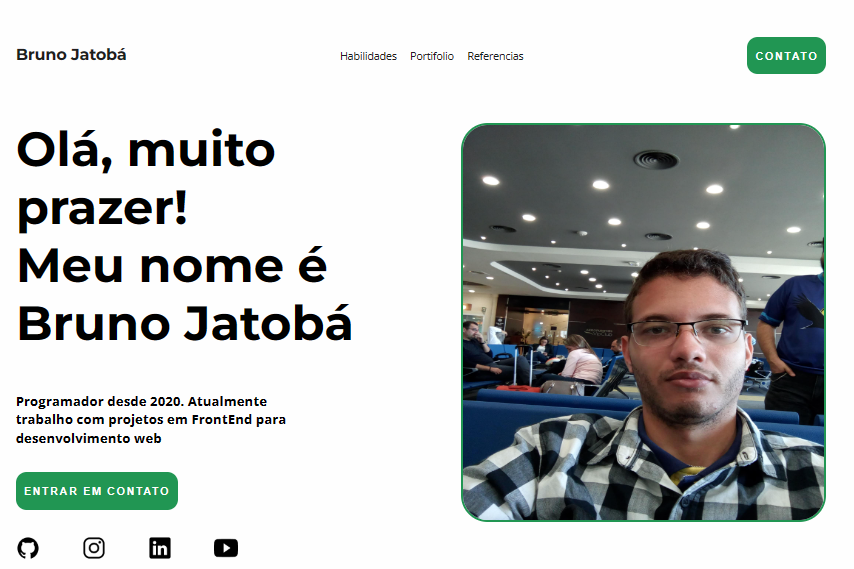 Bruno Jatobá
Habilidades Portifolio Referencias
CONTATO
Olá, muito
prazer!
Meu nome é
Bruno Jatobá
Programador desde 2020. Atualmente
trabalho com projetos em FrontEnd para
desenvolvimento web
ENTRAR EM CONTATO
in